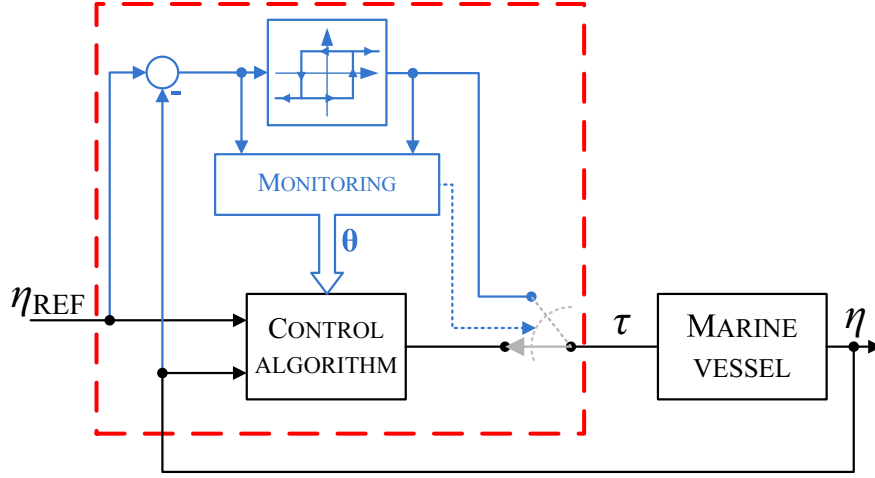 -
MONITORING
θ
η_REF
CONTROL
ALGORITHM
τ
MARINE
VESSEL
η